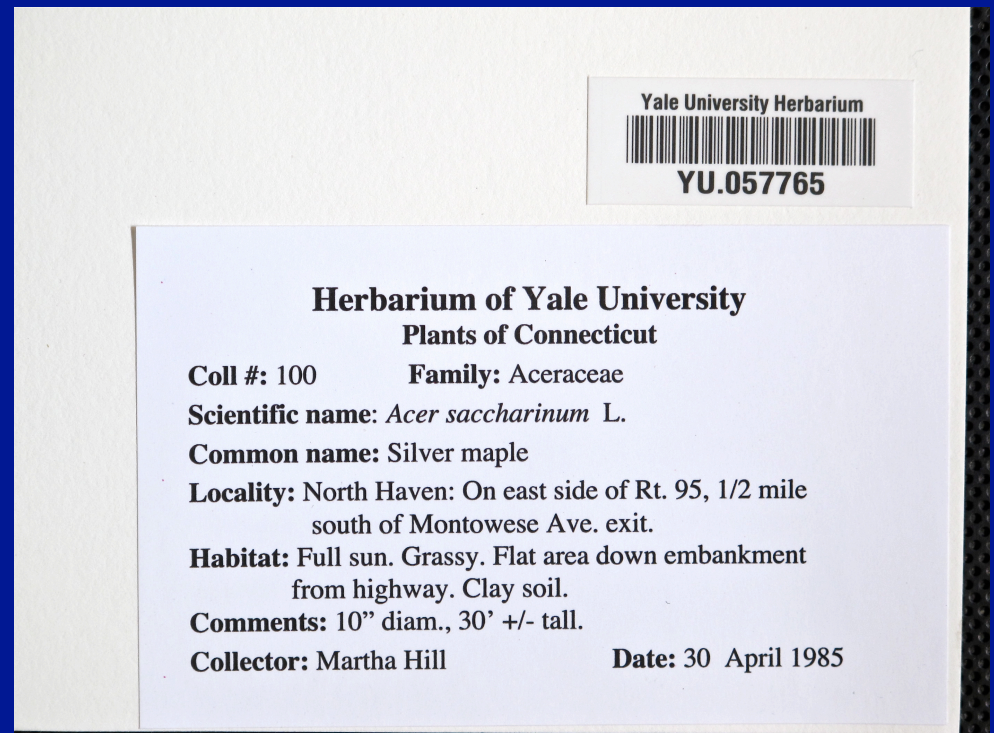 Yale University Herbarium
YU.057765
Herbarium of Yale University
Plants of Connecticut
Coll #: 100 Family: Aceraceae
Scientific name: Acer saccharinum L.
Common name: Silver maple
Locality: North Haven: On east side of Rt. 95, 1/2 mile
south of Montowese Ave. exit.
Habitat: Full sun. Grassy. Flat area down embankment
from highway. Clay soil.
Comments: 10” diam., 30’ +/- tall.
Collector: Martha Hill Date: 30 April 1985